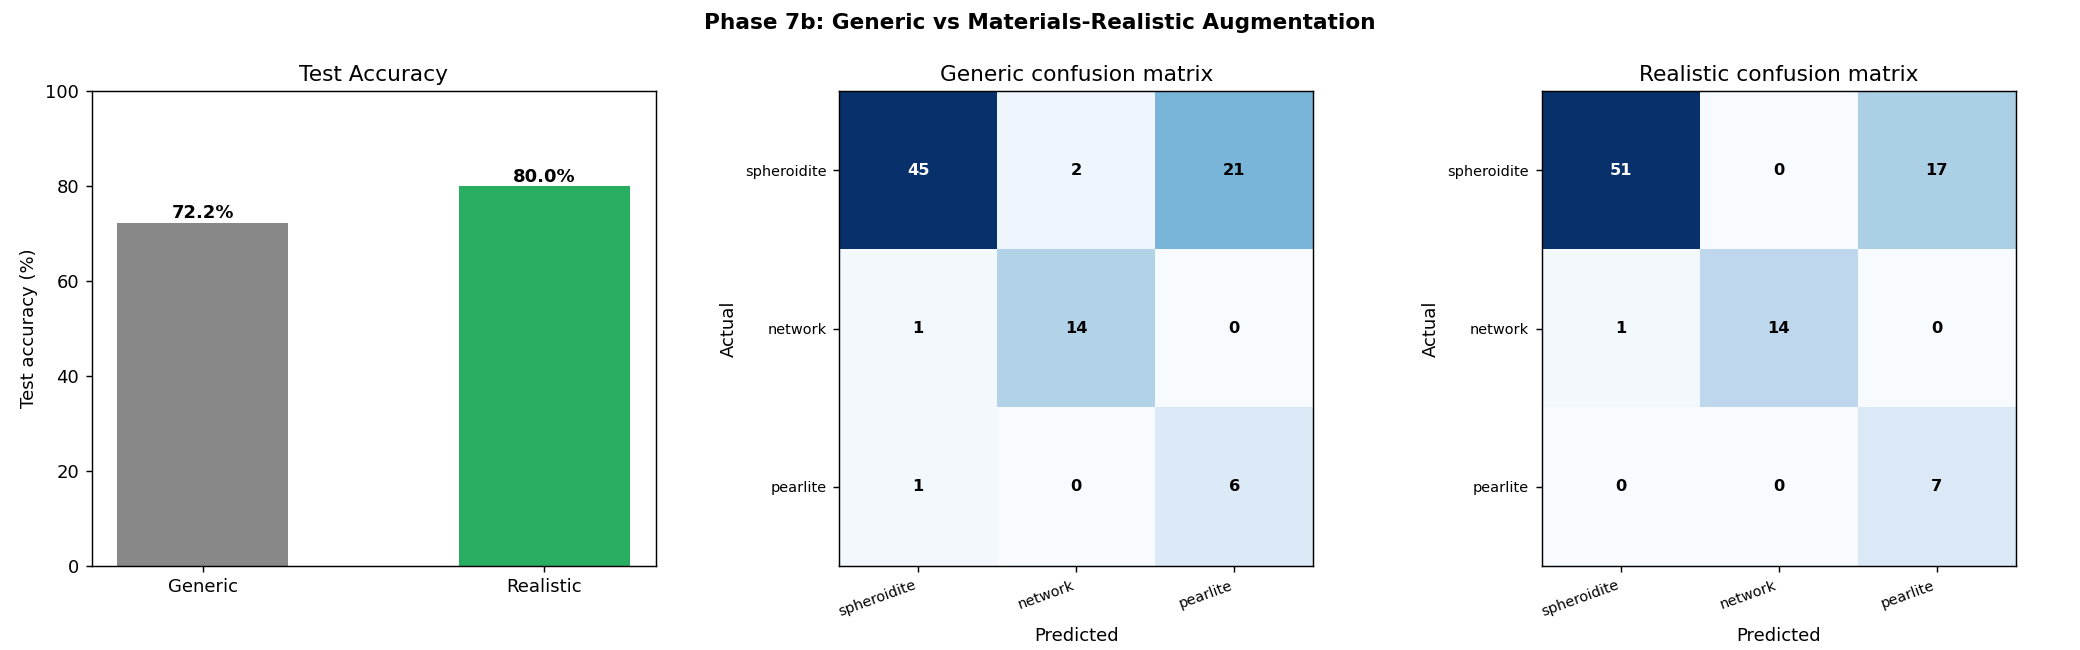 Phase 7b: Generic vs Materials-Realistic Augmentation
Test Accuracy
Test accuracy (%)
100
80
60
40
20
0
72.2%
80.0%
Generic
Realistic
Generic confusion matrix
Actual
spheroidite
45 2 21
network
1 14 0
pearlite
1 0 6
spheroidite
network
pearlite
Predicted
Realistic confusion matrix
Actual
spheroidite
51 0 17
network
1 14 0
pearlite
0 0 7
spheroidite
network
pearlite
Predicted